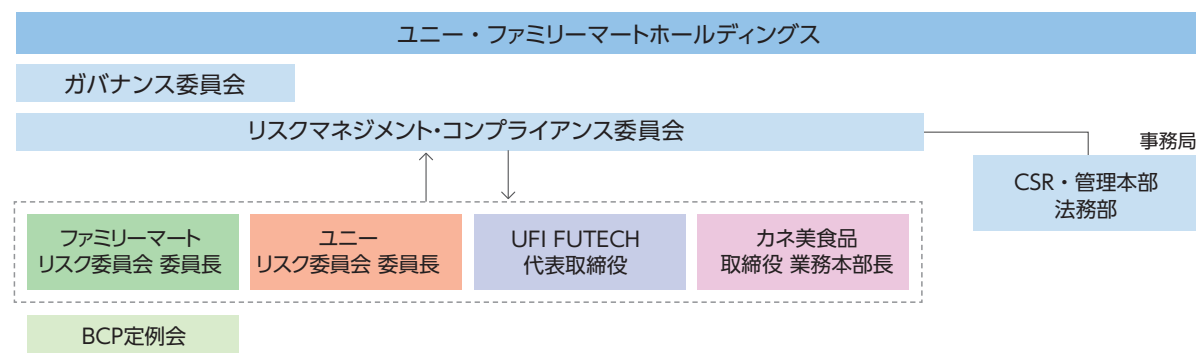 ユニー・ファミリーマートホールディングス
ガバナンス委員会
リスクマネジメント・コンプライアンス委員会
事務局
CSR・管理本部
法務部
ファミリーマート
リスク委員会 委員長
ユニー
リスク委員会 委員長
UFI FUTECH
代表取締役
カネ美食品
取締役 業務本部長
BCP定例会